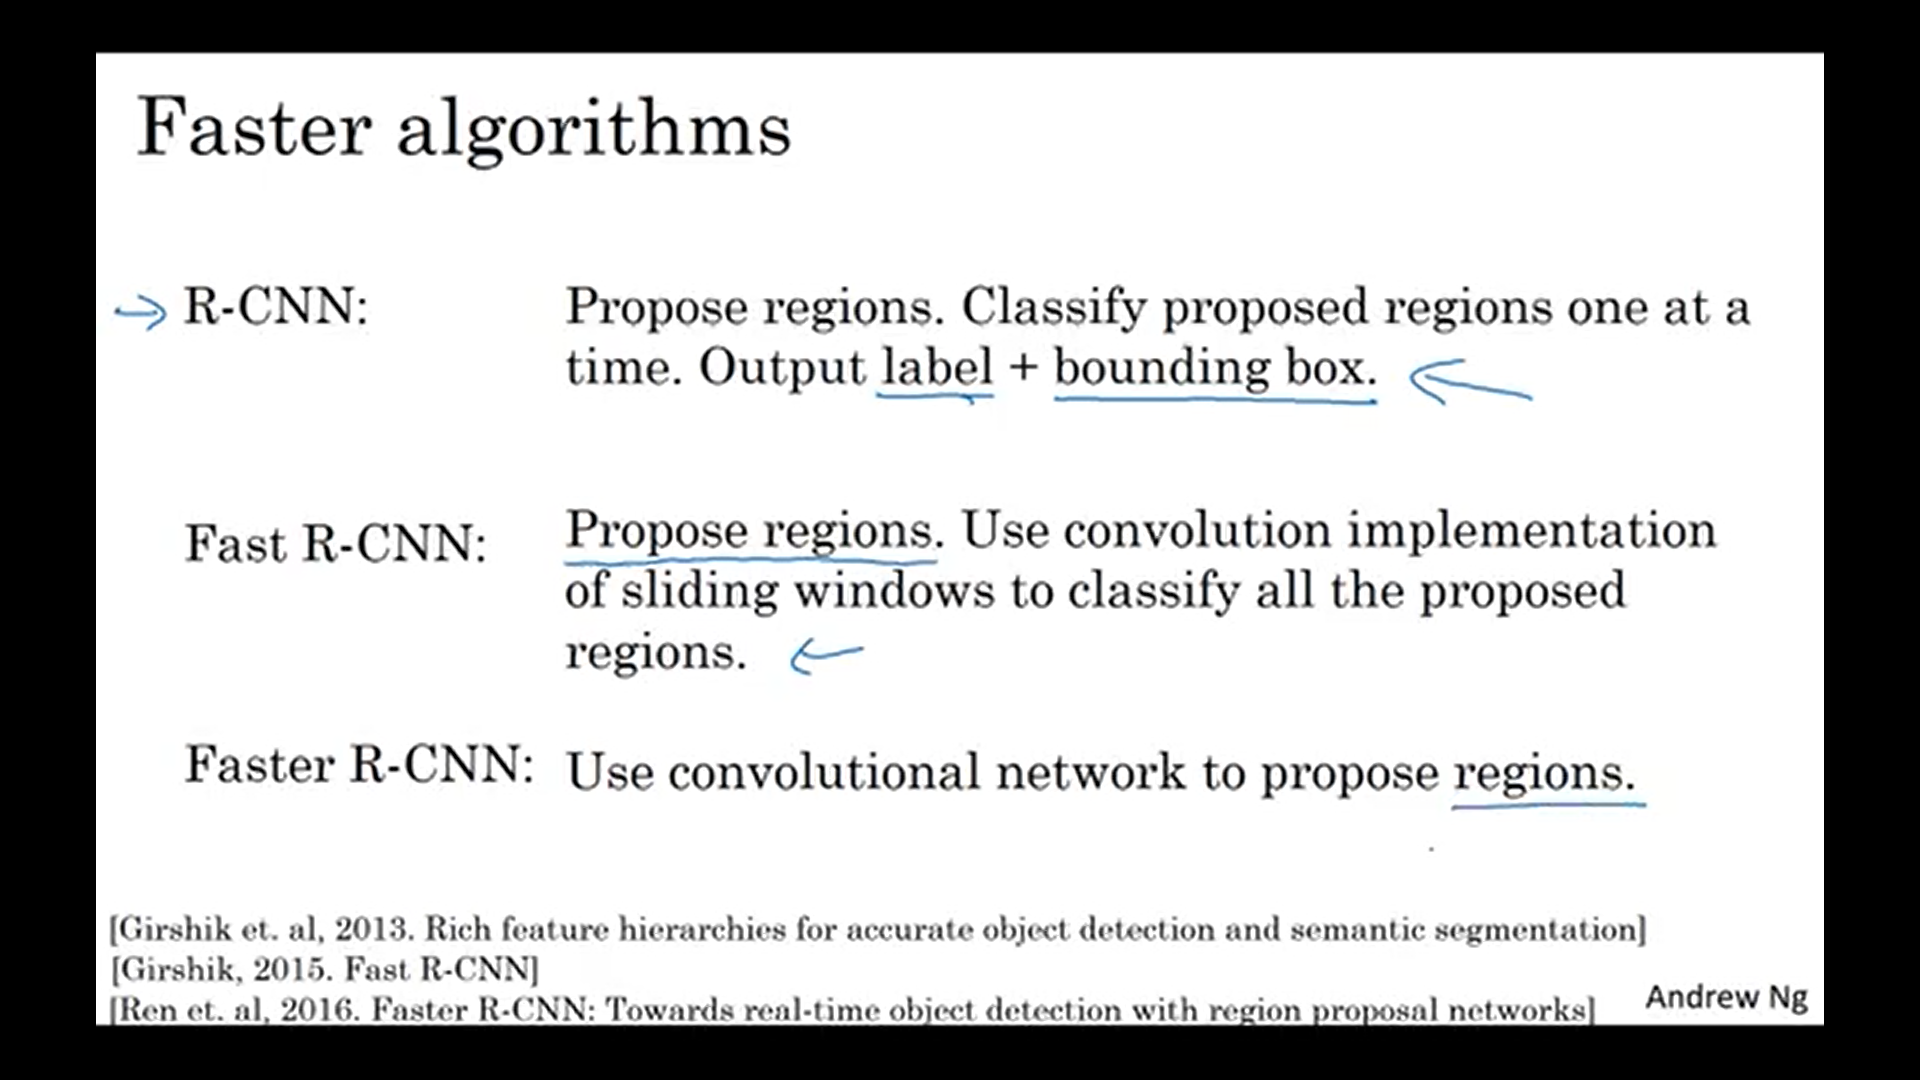 Faster algorithms
R-CNN: Propose regions. Classify proposed regions one at a
time. Output label + bounding box.
Fast R-CNN: Propose regions. Use convolution implementation
of sliding windows to classify all the proposed
regions.
Faster R-CNN: Use convolutional network to propose regions.
[Girshik et. al, 2013. Rich feature hierarchies for accurate object detection and semantic segmentation]
[Girshik, 2015. Fast R-CNN]
[Ren et. al, 2016. Faster R-CNN: Towards real-time object detection with region proposal networks]
Andrew Ng